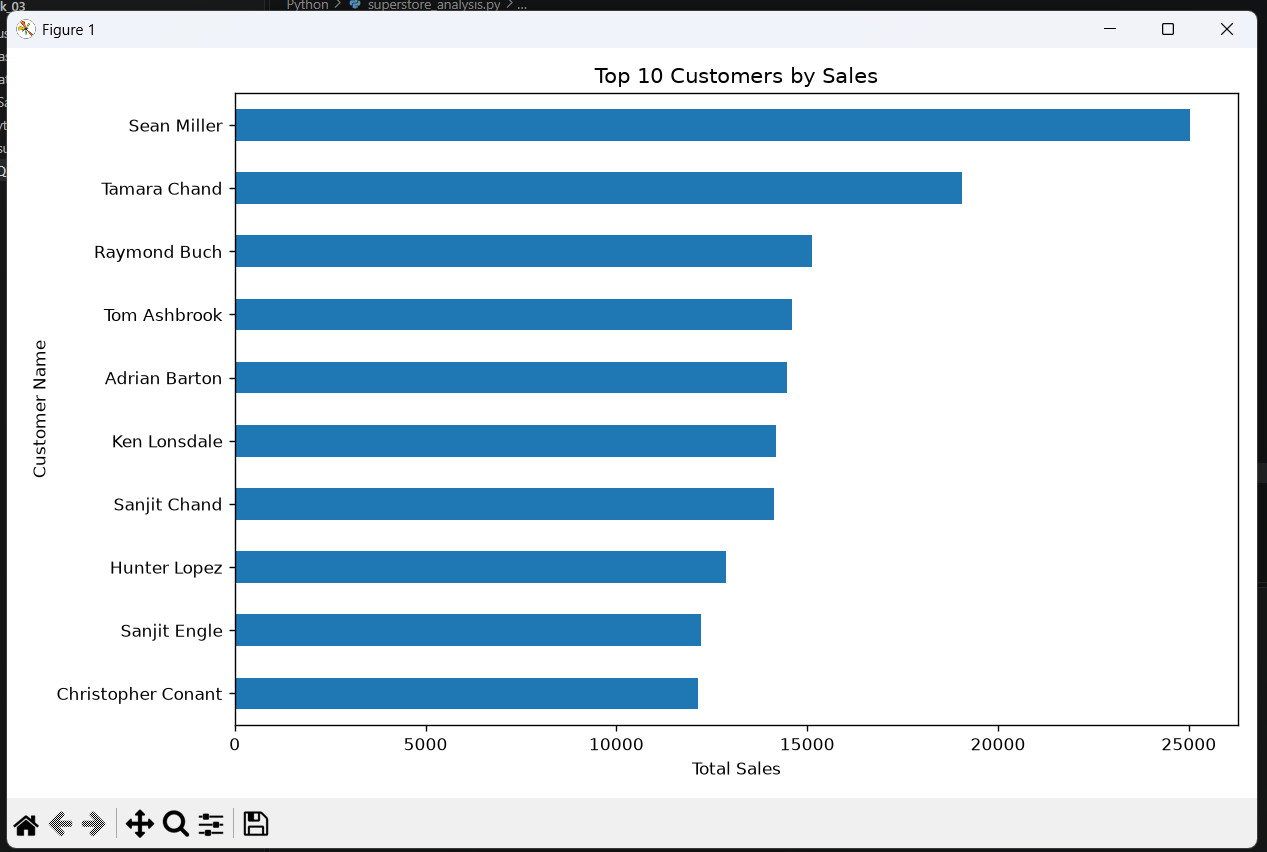 k_03
Python > superstore_analysis.py > ...
Figure 1
Top 10 Customers by Sales
Customer Name
Sean Miller
Tamara Chand
Raymond Buch
Tom Ashbrook
Adrian Barton
Ken Lonsdale
Sanjit Chand
Hunter Lopez
Sanjit Engle
Christopher Conant
0 5000 10000 15000 20000 25000
Total Sales